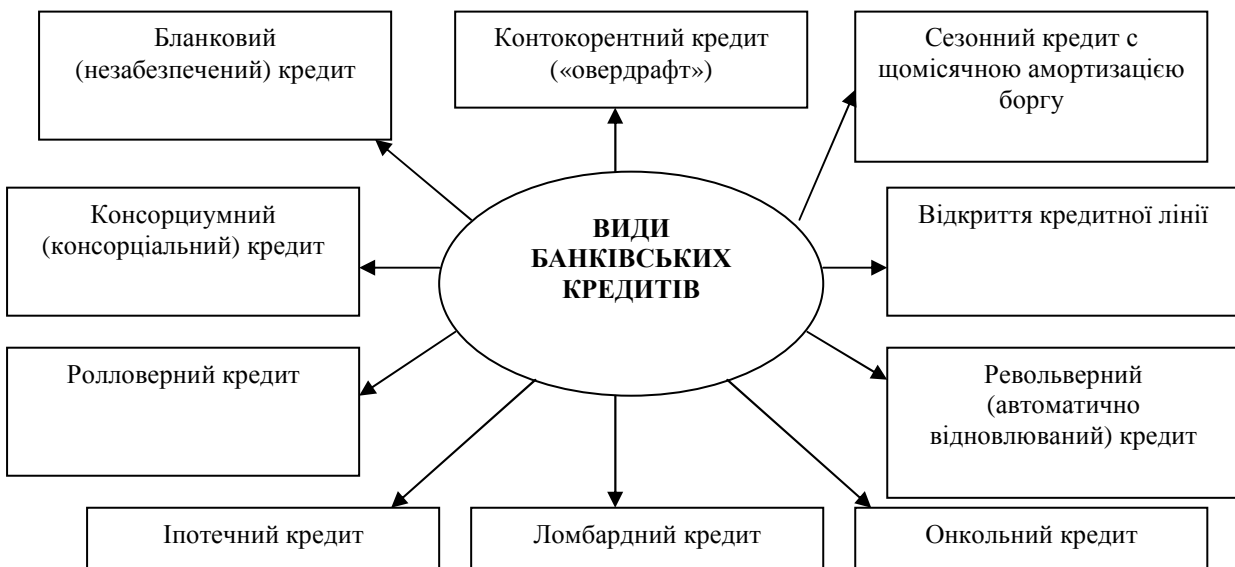 Бланковий
(незабезпечений) кредит
Контокорентний кредит
(«овердрафт»)
Сезонний кредит с
щомісячною амортизацією
боргу
Консорциумний
(консорціальний) кредит
ВИДИ
БАНКІВСЬКИХ
КРЕДИТІВ
Відкриття кредитної лінії
Ролловерний кредит
Револьверний
(автоматично
відновлюваний) кредит
Іпотечний кредит
Ломбардний кредит
Онкольний кредит